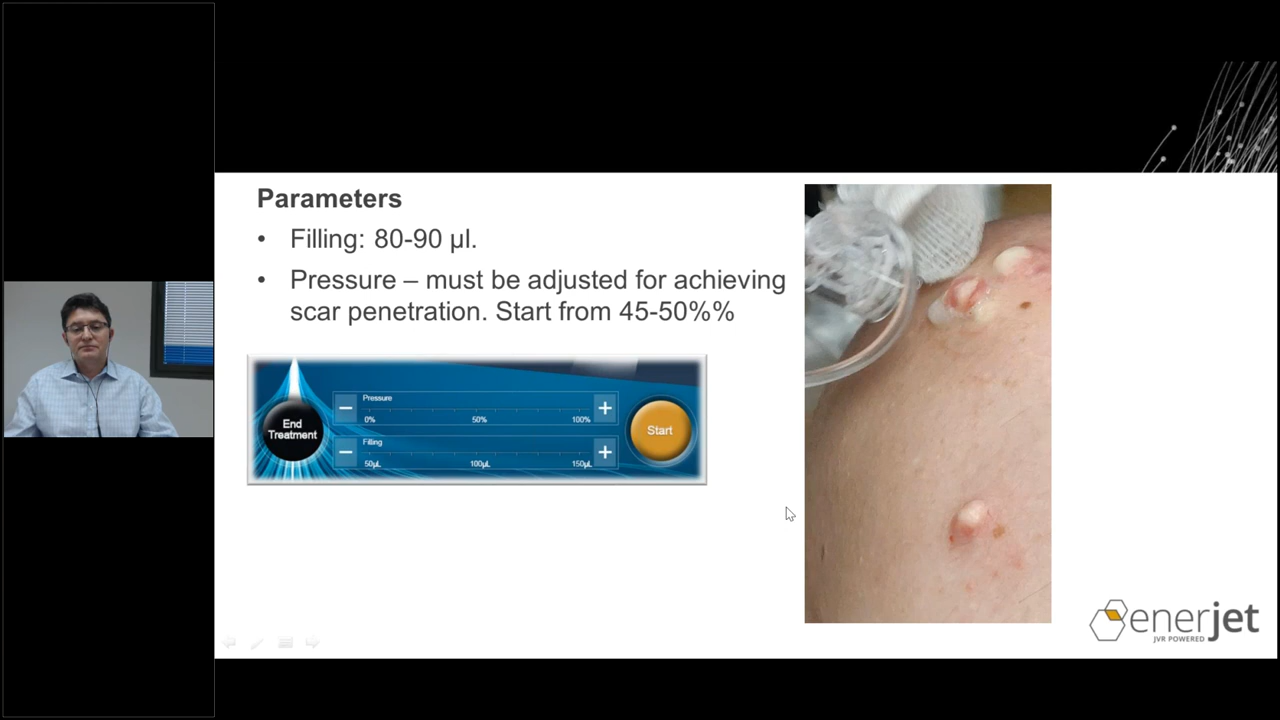 Parameters
• Filling: 80-90 µl.
• Pressure – must be adjusted for achieving
scar penetration. Start from 45-50%%
End
Treatment
Pressure
0% 50% 100%
Filling
50µL 100µL 150µL
Start
enerjet
JVR POWERED